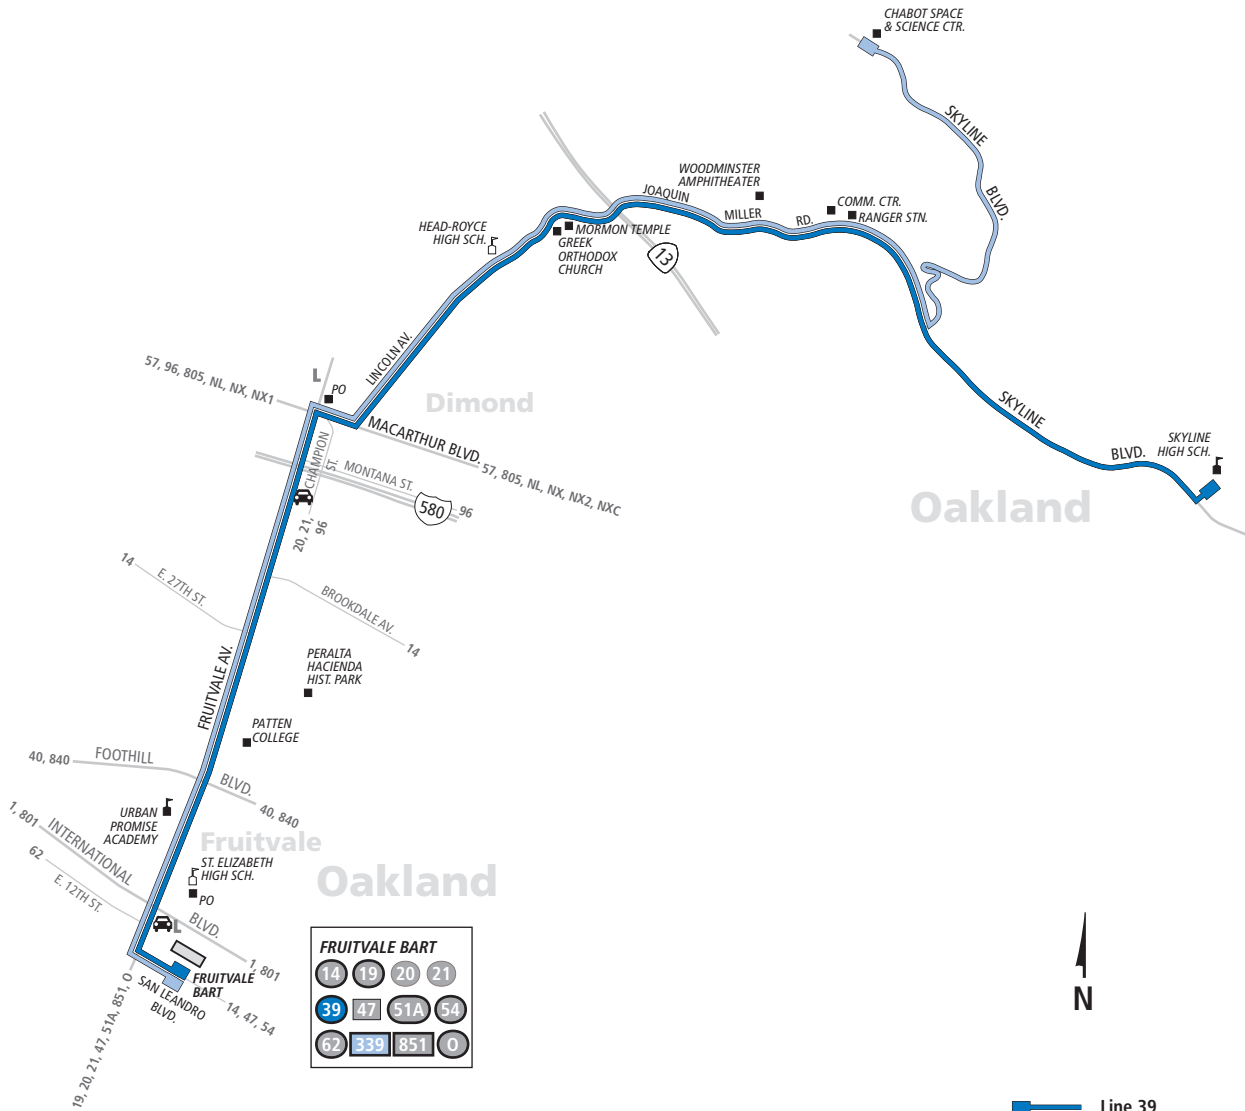 CHABOT SPACE
& SCIENCE CTR.
SKYLINE
BLVD.
WOODMINSTER
AMPHITHEATER
JOAQUIN
MILLER
RD.
COMM. CTR.
RANGER STN.
HEAD-ROYCE
HIGH SCH.
MORMON TEMPLE
GREEK
ORTHODOX
CHURCH
13
LINCOLN AV.
57, 96, 805, NL, NX, NX1
L
PO
Dimond
MACARTHUR BLVD.
57, 805, NL, NX, NX2, NXC
CHAMPION
ST.
MONTANA ST.
96
580
20, 21,
96
SKYLINE
BLVD.
SKYLINE
HIGH SCH.
Oakland
14
E. 27TH ST.
BROOKDALE AV.
14
FRUITVALE AV.
PERALTA
HACIENDA
HIST. PARK
PATTEN
COLLEGE
40, 840
FOOTHILL
BLVD.
40, 840
URBAN
PROMISE
ACADEMY
1, 801
INTERNATIONAL
BLVD.
1, 801
62
E. 12TH ST.
Fruitvale
ST. ELIZABETH
HIGH SCH.
PO
Oakland
L
FRUITVALE
BART
SAN LEANDRO
BLVD.
14, 47, 54
19, 20, 21, 47, 51A, 851, O
FRUITVALE BART
14 19 20 21
39 47 51A 54
62 339 851 O
N
Line 39